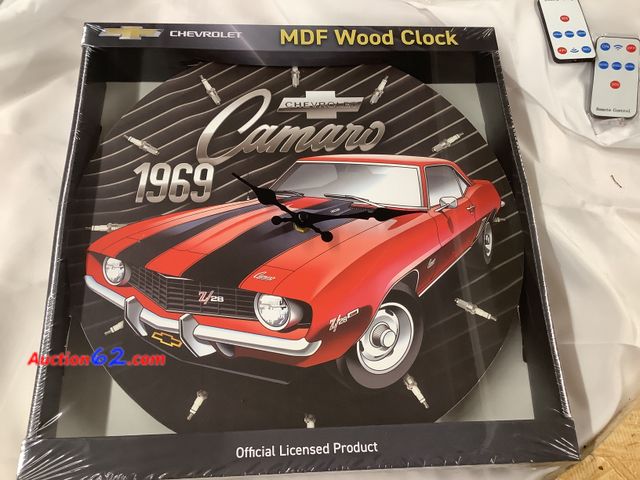 CHEVROLET
MDF Wood Clock
CHEVROLET
Camaro
1969
Camaro
Z/28
Z/28
Auction62.com
Official Licensed Product
Remote Control